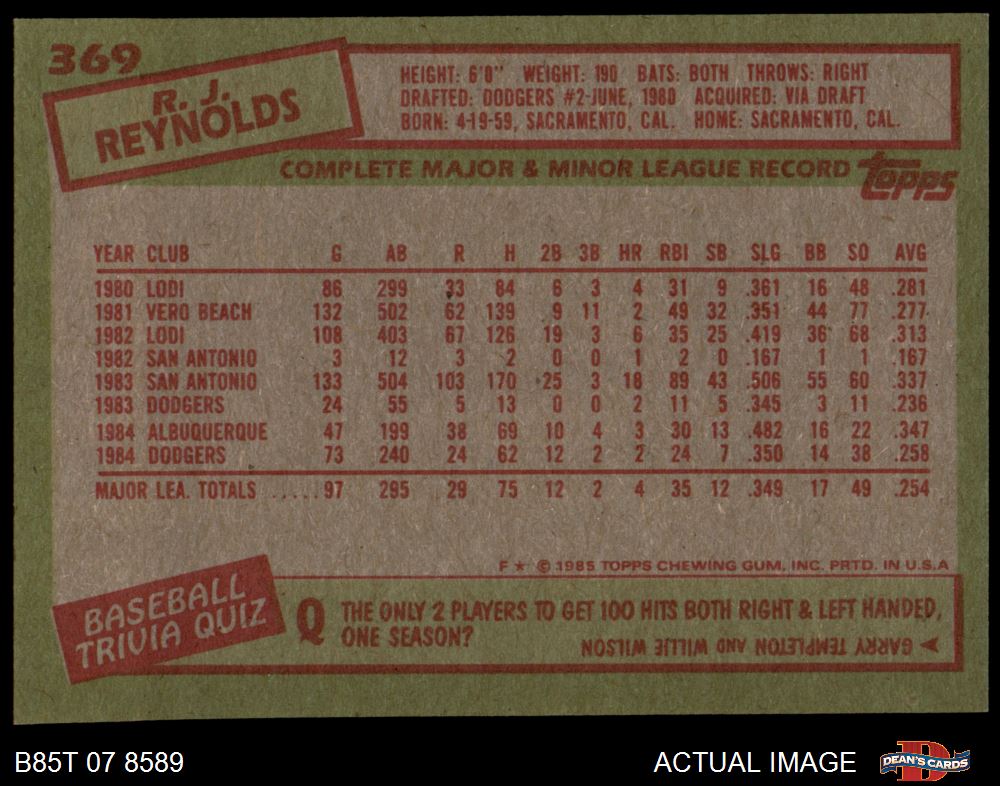 369
R. J.
REYNOLDS
HEIGHT: 6'0" WEIGHT: 190 BATS: BOTH THROWS: RIGHT
DRAFTED: DODGERS #2-JUNE, 1980 ACQUIRED: VIA DRAFT
BORN: 4-19-59, SACRAMENTO, CAL. HOME: SACRAMENTO, CAL.
COMPLETE MAJOR & MINOR LEAGUE RECORD
Topps
YEAR CLUB G AB R H 2B 3B HR RBI SB SLG BB SO AVG
1980 LODI 86 299 33 84 6 3 4 31 9 .361 16 48 .281
1981 VERO BEACH 132 502 62 139 9 11 2 49 32 .351 44 77 .277
1982 LODI 108 403 67 126 19 3 6 35 25 .419 36 68 .313
1982 SAN ANTONIO 3 12 3 2 0 0 1 2 0 .167 1 1 .167
1983 SAN ANTONIO 133 504 103 170 25 3 18 89 43 .506 55 60 .337
1983 DODGERS 24 55 5 13 0 0 2 11 5 .345 3 11 .236
1984 ALBUQUERQUE 47 199 38 69 10 4 3 30 13 .482 16 22 .347
1984 DODGERS 73 240 24 62 12 2 2 24 7 .350 14 38 .258
MAJOR LEA. TOTALS .....97 295 29 75 12 2 4 35 12 .349 17 49 .254
F★ © 1985 TOPPS CHEWING GUM, INC. PRTD. IN U.S.A
BASEBALL
TRIVIA QUIZ
Q THE ONLY 2 PLAYERS TO GET 100 HITS BOTH RIGHT & LEFT HANDED,
ONE SEASON?
GARRY TEMPLETON AND WILLIE WILSON
B85T 07 8589
ACTUAL IMAGE
DEAN'S CARDS